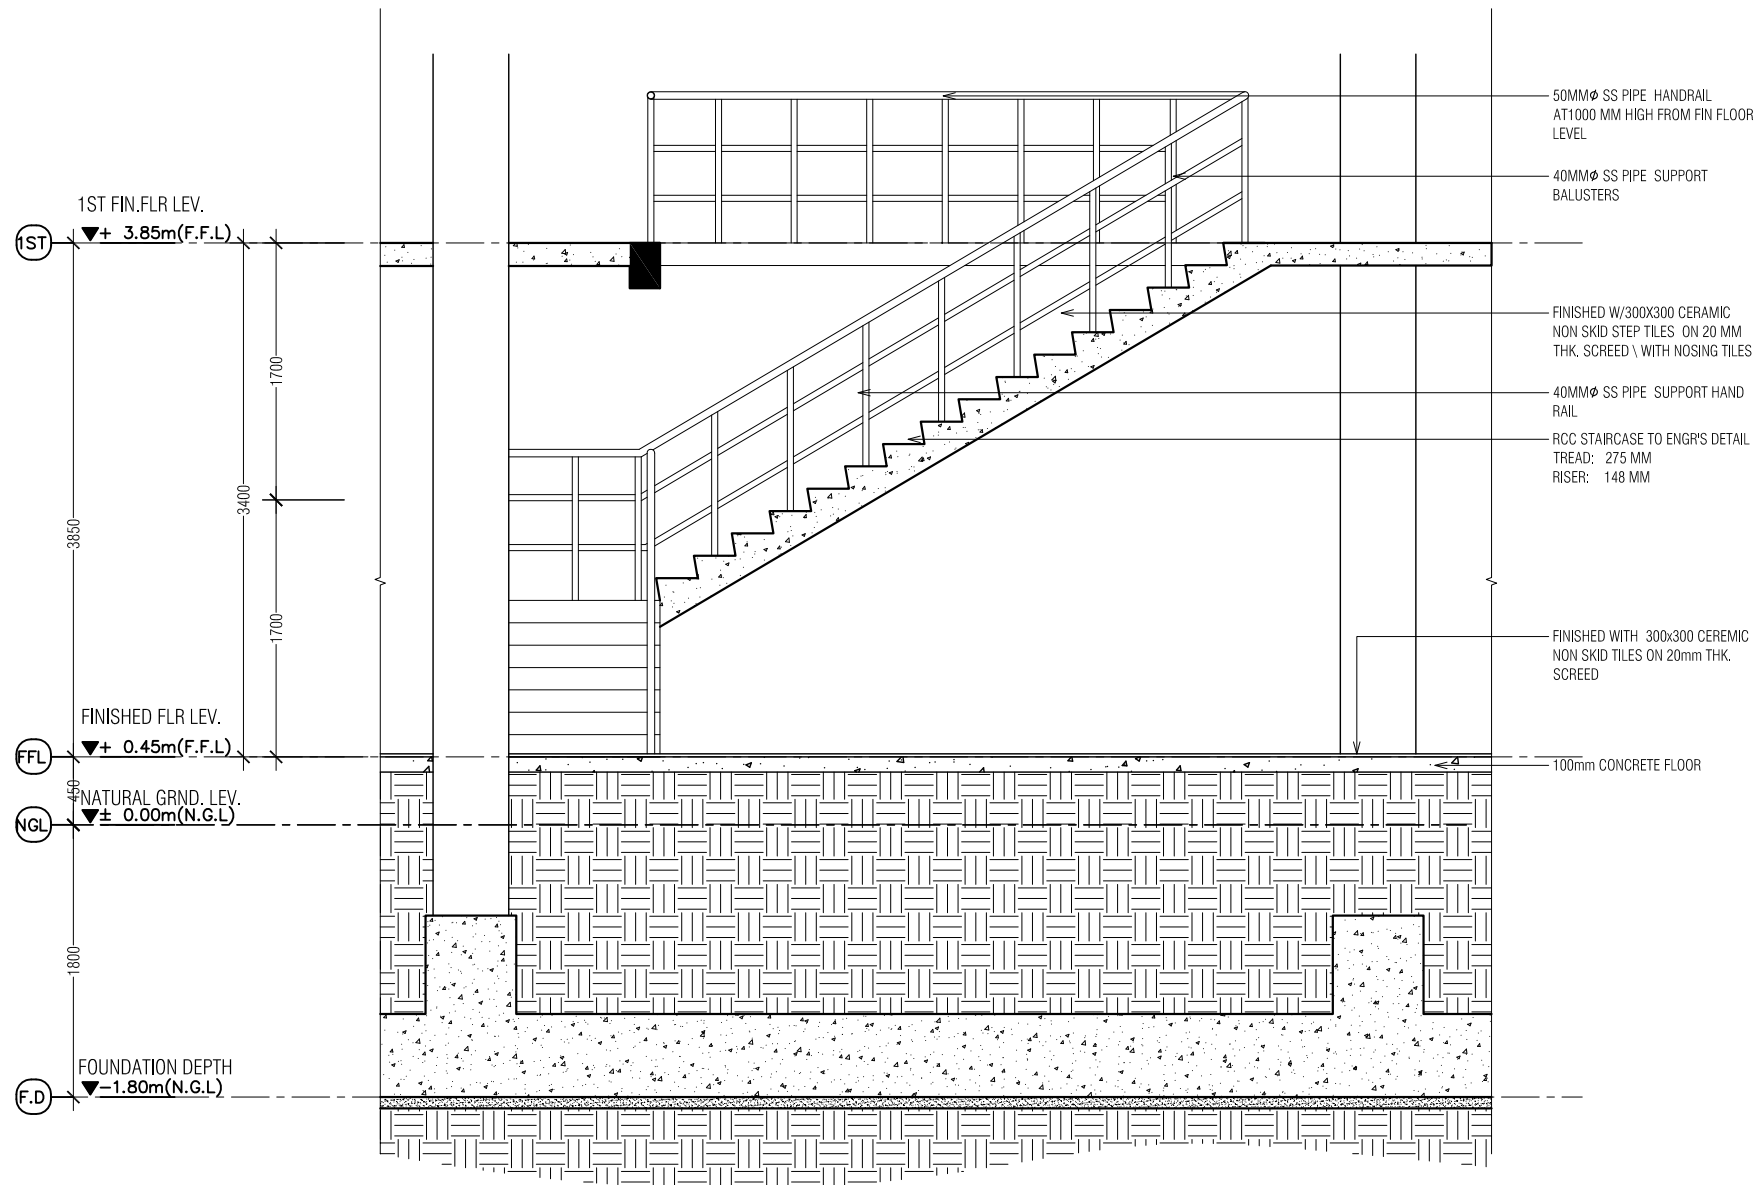 50MMØ SS PIPE HANDRAIL
AT1000 MM HIGH FROM FIN FLOOR
LEVEL
40MMØ SS PIPE SUPPORT
BALUSTERS
1ST FIN.FLR LEV.
1ST
+ 3.85m(F.F.L)
FINISHED W/300X300 CERAMIC
NON SKID STEP TILES ON 20 MM
THK. SCREED \ WITH NOSING TILES
1700
40MMØ SS PIPE SUPPORT HAND
RAIL
RCC STAIRCASE TO ENGR'S DETAIL
TREAD: 275 MM
RISER: 148 MM
3400
3850
1700
FINISHED WITH 300x300 CEREMIC
NON SKID TILES ON 20mm THK.
SCREED
FINISHED FLR LEV.
FFL
+ 0.45m(F.F.L)
100mm CONCRETE FLOOR
450
NATURAL GRND. LEV.
NGL
± 0.00m(N.G.L)
1800
FOUNDATION DEPTH
F.D
-1.80m(N.G.L)